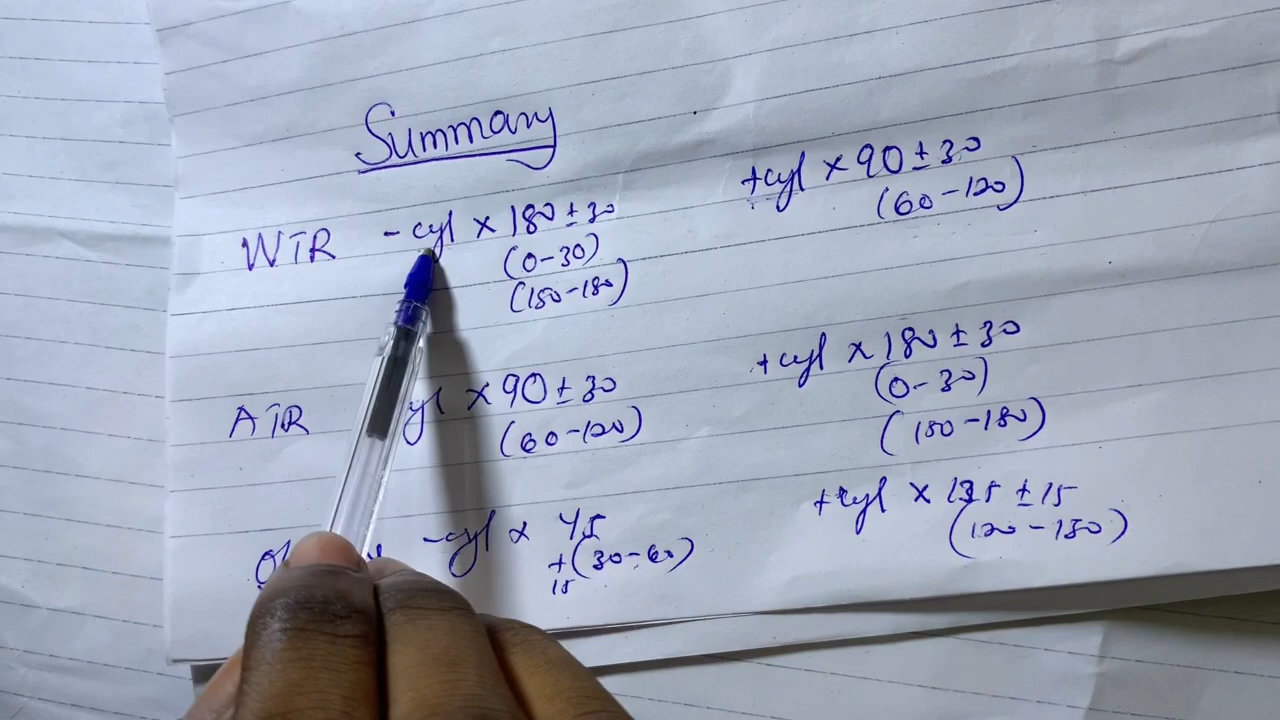 Summary
WTR -cyl × 180 ± 30 +cyl × 90 ± 30
(0-30) (60-120)
(150-180)
ATR × 90 ± 30 +cyl × 180 ± 30
(60-120) (0-30)
(150-180)
-cyl × 45 +cyl × 135 ± 15
± (30-60) (120-150)
15